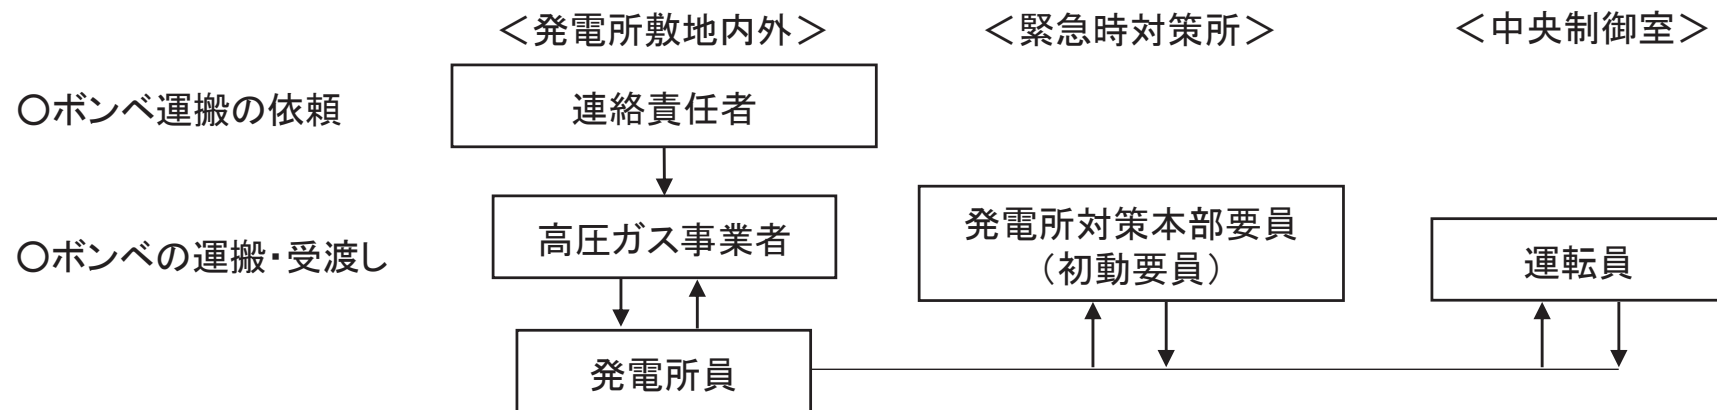 ＜発電所敷地内外＞
＜緊急時対策所＞
＜中央制御室＞
○ボンベ運搬の依頼
連絡責任者
○ボンベの運搬・受渡し
高圧ガス事業者
発電所対策本部要員
（初動要員）
運転員
発電所員